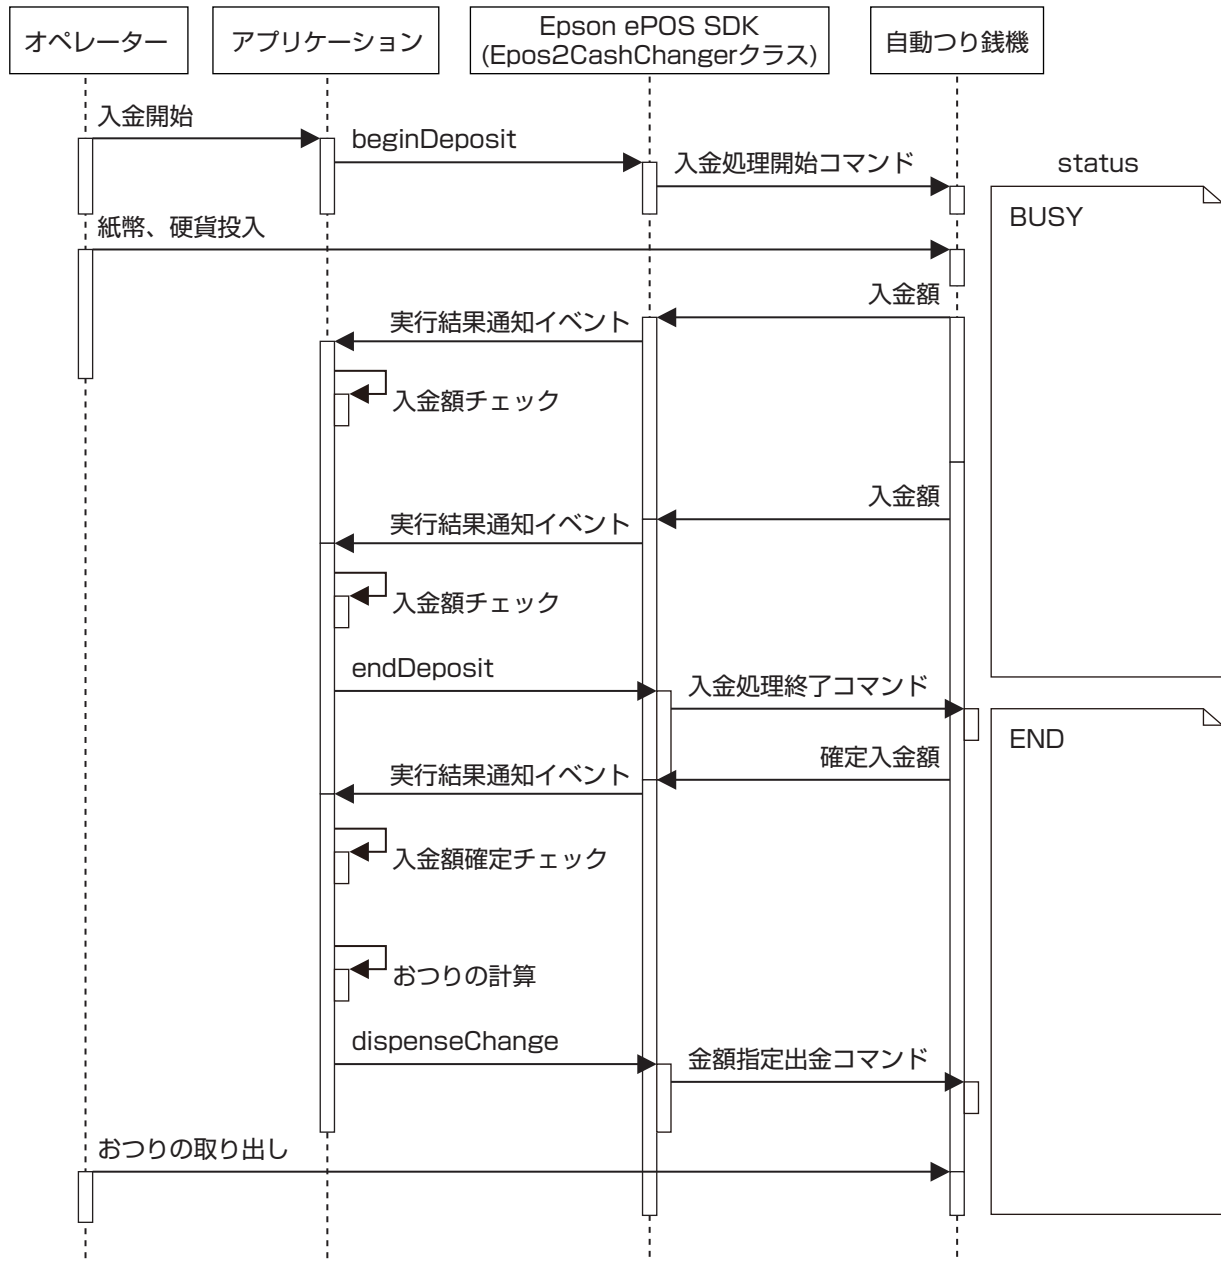 オペレーター
アプリケーション
Epson ePOS SDK
(Epos2CashChangerクラス)
自動つり銭機
入金開始
beginDeposit
入金処理開始コマンド
status
BUSY
紙幣、硬貨投入
入金額
実行結果通知イベント
入金額チェック
入金額
実行結果通知イベント
入金額チェック
endDeposit
入金処理終了コマンド
END
確定入金額
実行結果通知イベント
入金額確定チェック
おつりの計算
dispenseChange
金額指定出金コマンド
おつりの取り出し